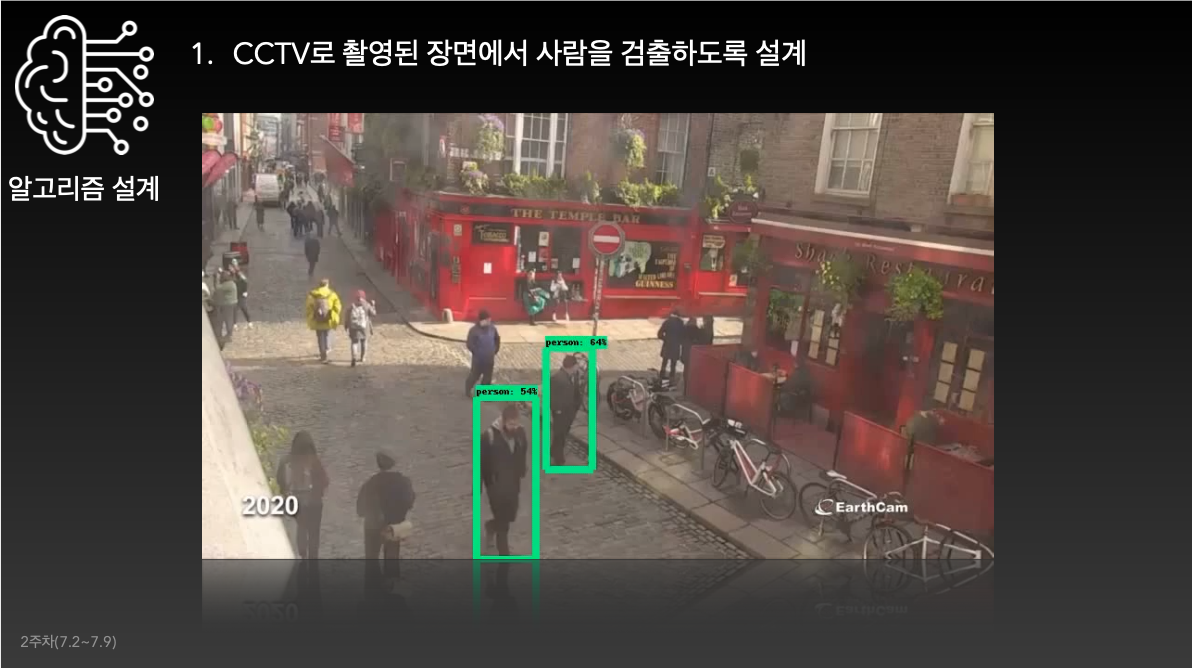 1. CCTV로 촬영된 장면에서 사람을 검출하도록 설계
알고리즘 설계
THE TEMPLE BAR
GUINNESS
person: 64%
person: 54%
2020
EarthCam
2주차(7.2~7.9)